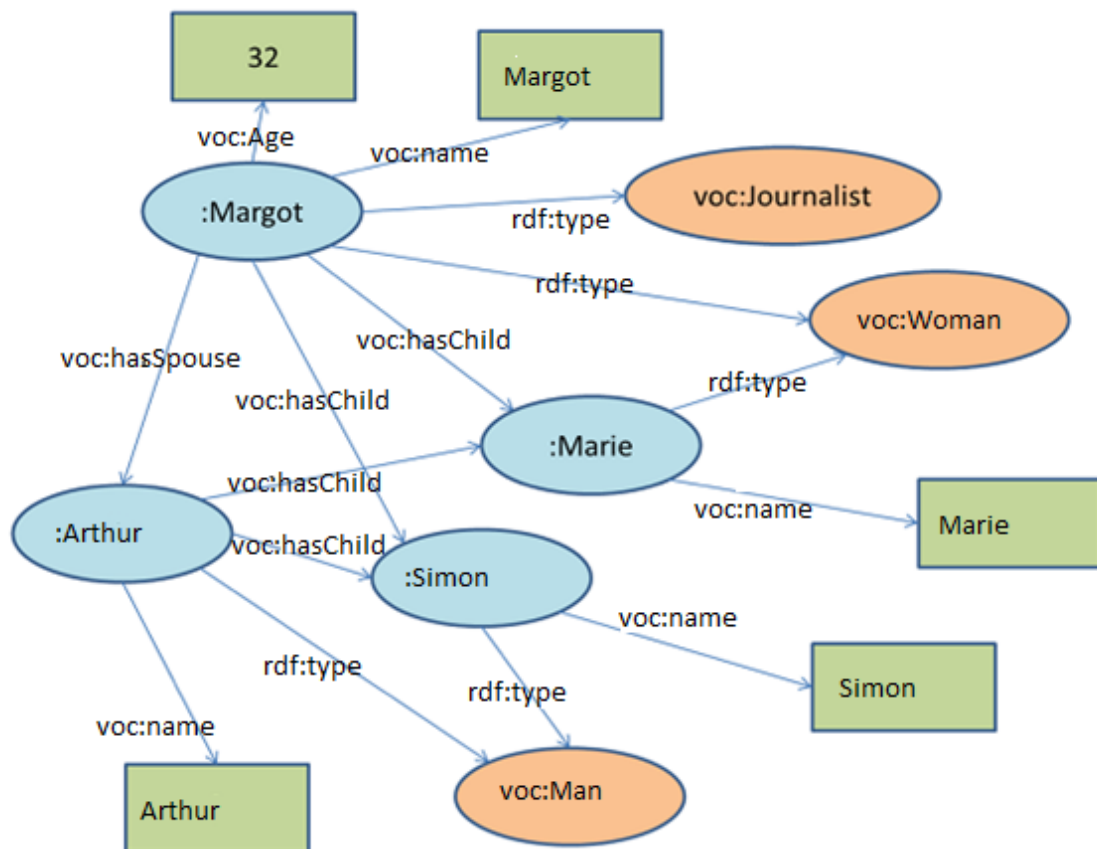 32
Margot
voc:Age
voc:name
:Margot
voc:Journalist
rdf:type
rdf:type
voc:Woman
voc:hasSpouse
voc:hasChild
rdf:type
voc:hasChild
:Marie
voc:hasChild
voc:name
Marie
:Arthur
voc:hasChild
:Simon
voc:name
rdf:type
rdf:type
Simon
voc:name
voc:Man
Arthur